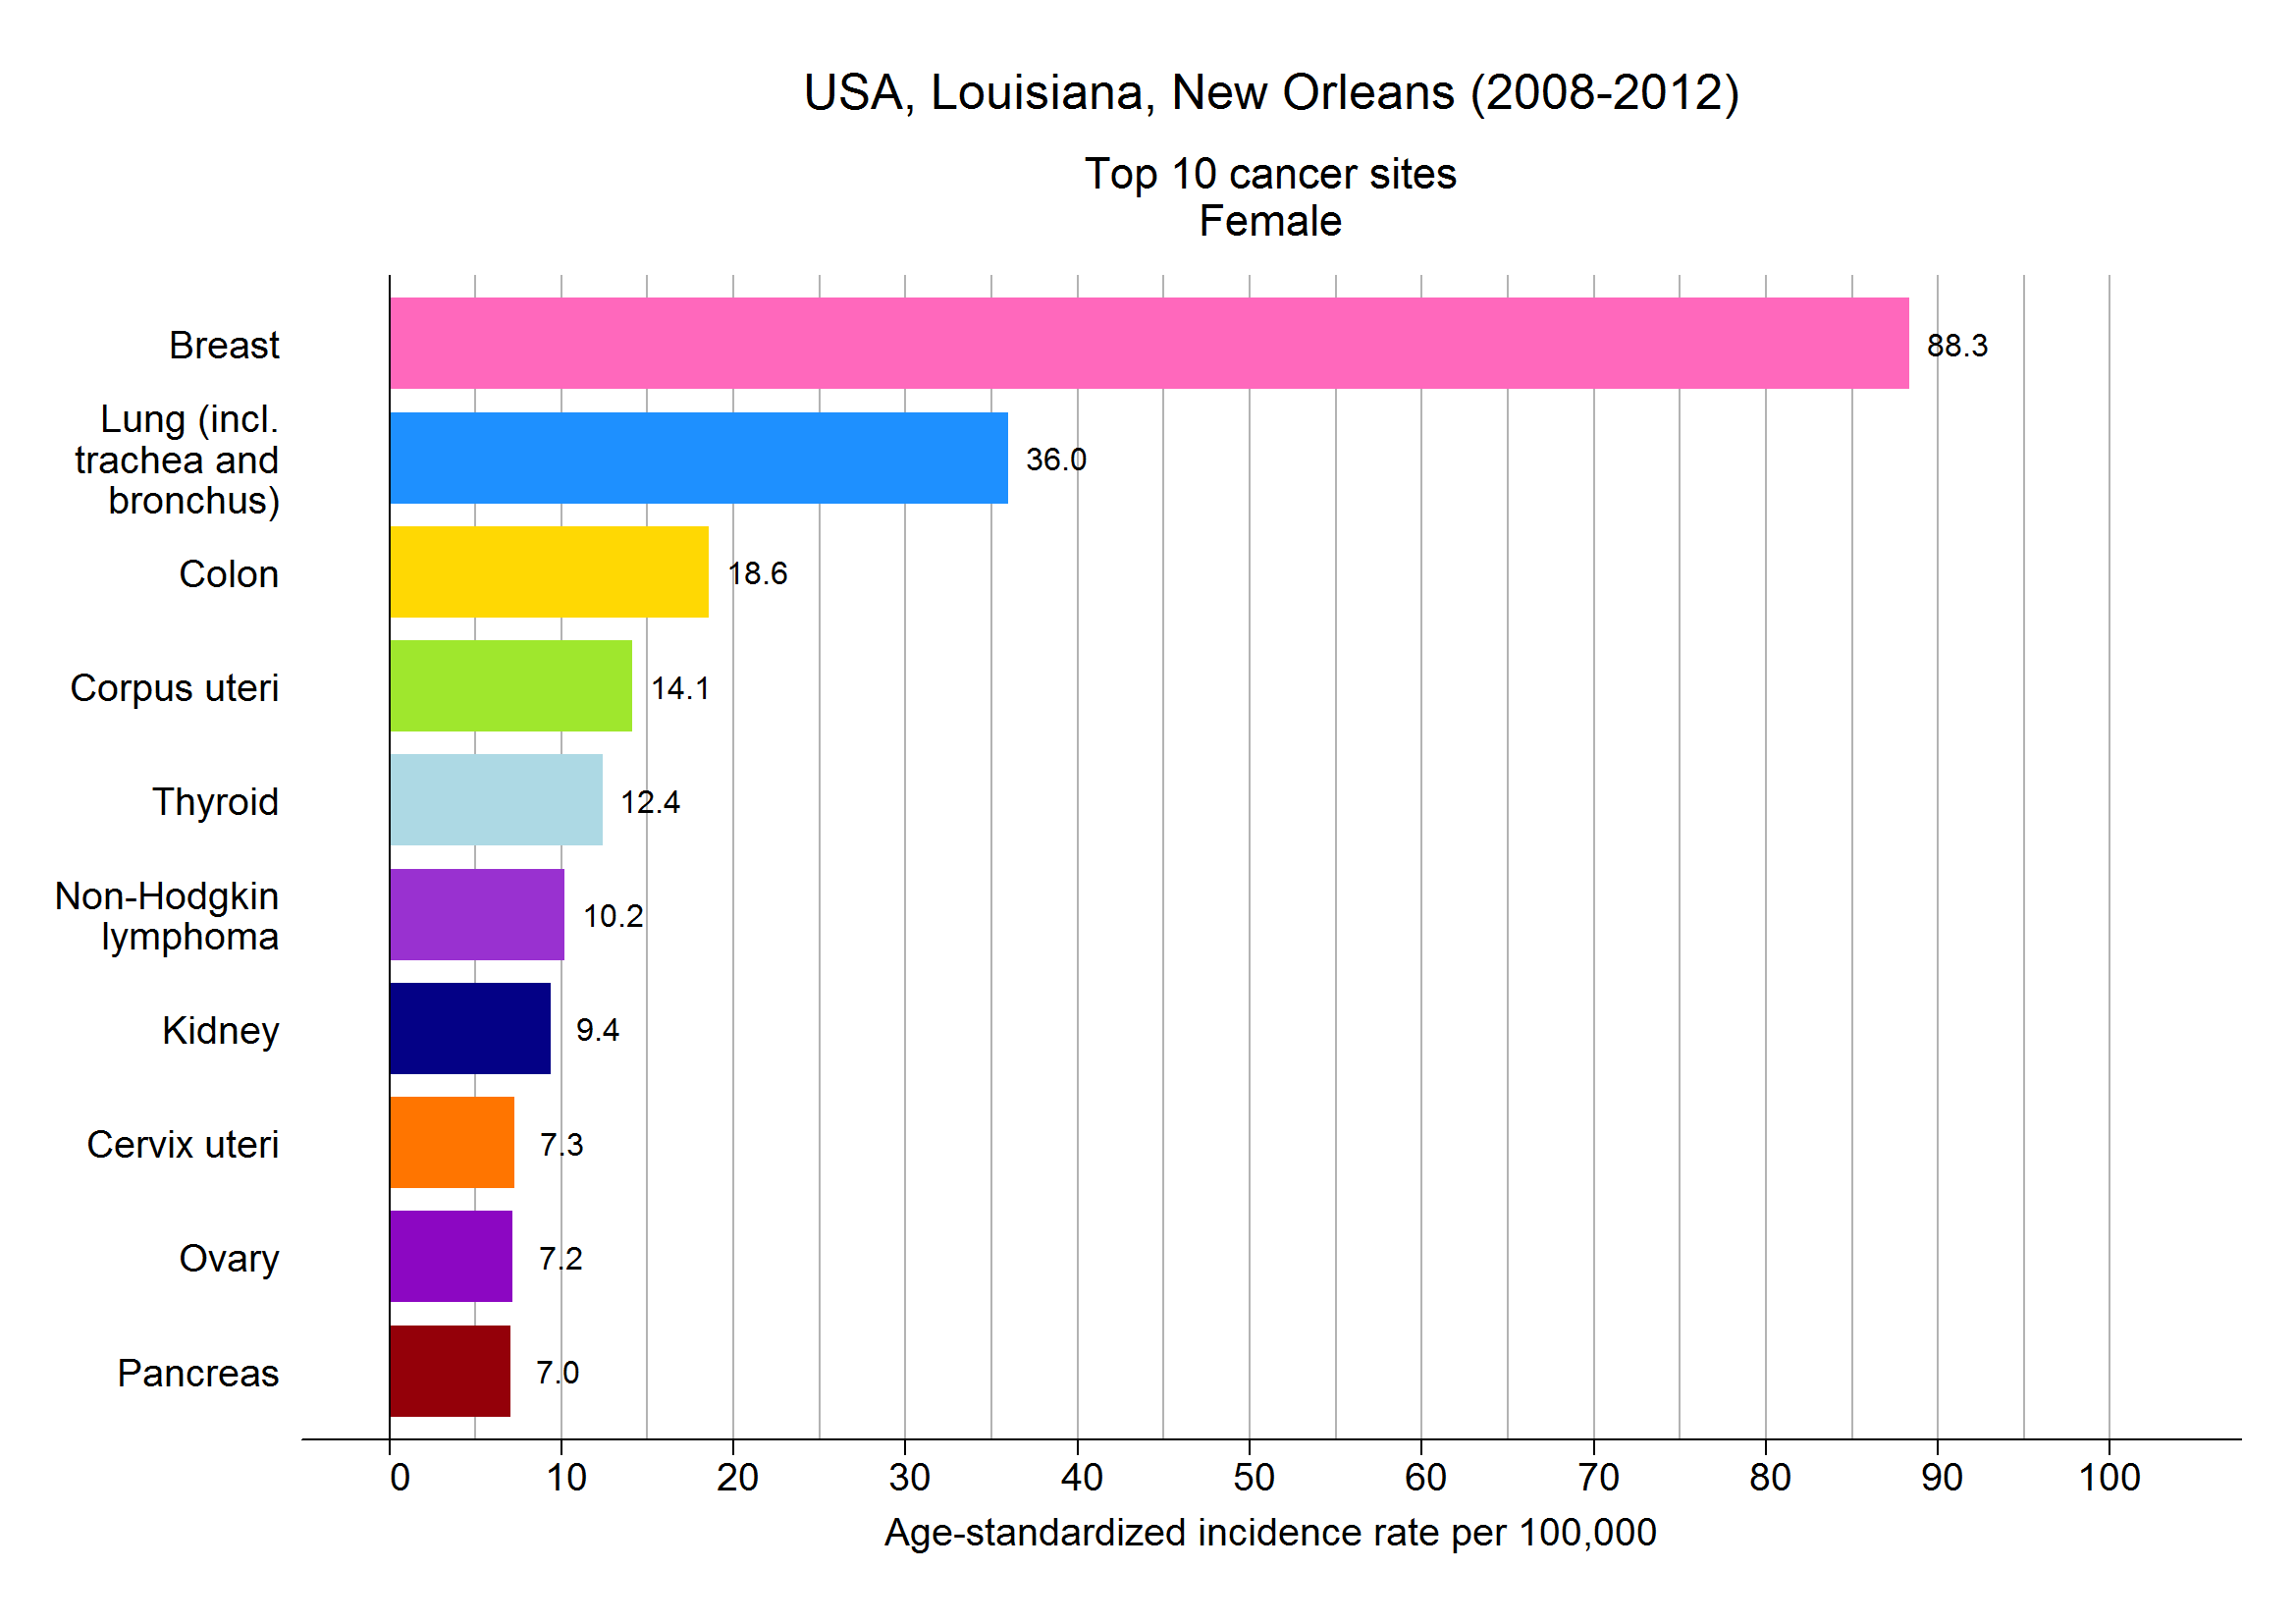 USA, Louisiana, New Orleans (2008-2012)
Top 10 cancer sites
Female
Breast
88.3
Lung (incl.
trachea and
bronchus)
36.0
Colon
18.6
Corpus uteri
14.1
Thyroid
12.4
Non-Hodgkin
lymphoma
10.2
Kidney
9.4
Cervix uteri
7.3
Ovary
7.2
Pancreas
7.0
0 10 20 30 40 50 60 70 80 90 100
Age-standardized incidence rate per 100,000